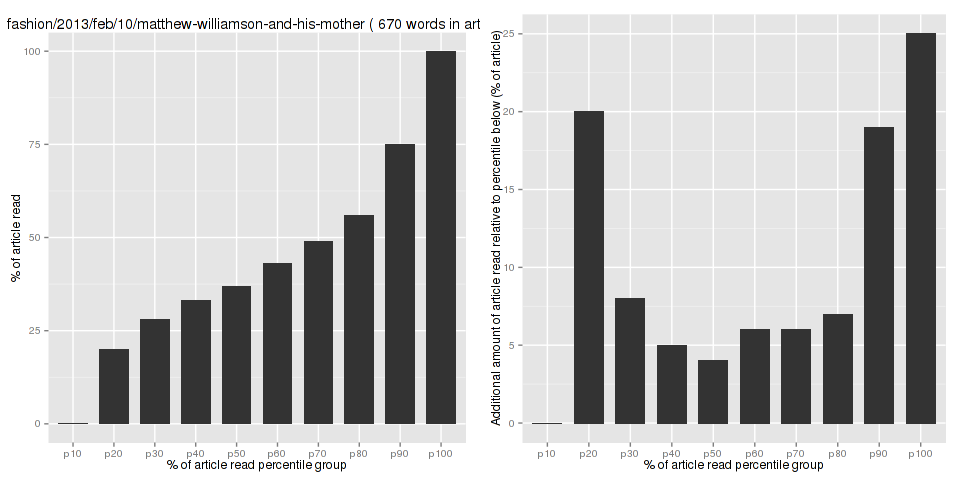 fashion/2013/feb/10/matthew-williamson-and-his-mother ( 670 words in art
100
75
50
25
0
% of article read
p10 p20 p30 p40 p50 p60 p70 p80 p90 p100
% of article read percentile group
25
20
15
10
5
0
Additional amount of article read relative to percentile below (% of article)
p10 p20 p30 p40 p50 p60 p70 p80 p90 p100
% of article read percentile group